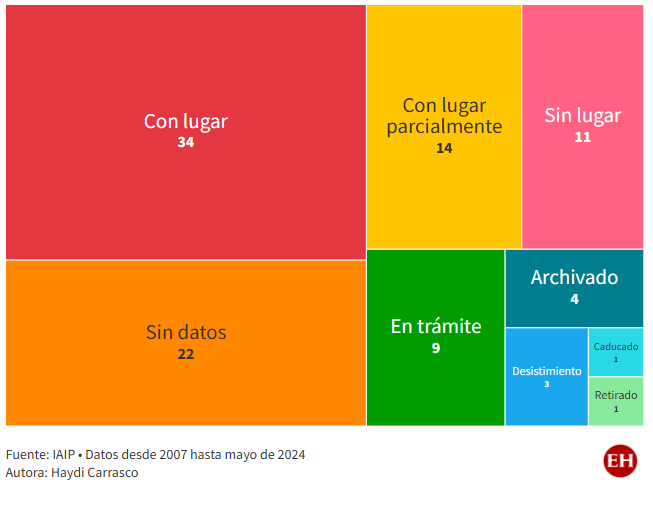 Con lugar
34
Con lugar
parcialmente
14
Sin lugar
11
Sin datos
22
En trámite
9
Archivado
4
Desistimiento
3
Caducado
1
Retirado
1
Fuente: IAIP • Datos desde 2007 hasta mayo de 2024
Autora: Haydi Carrasco
EH